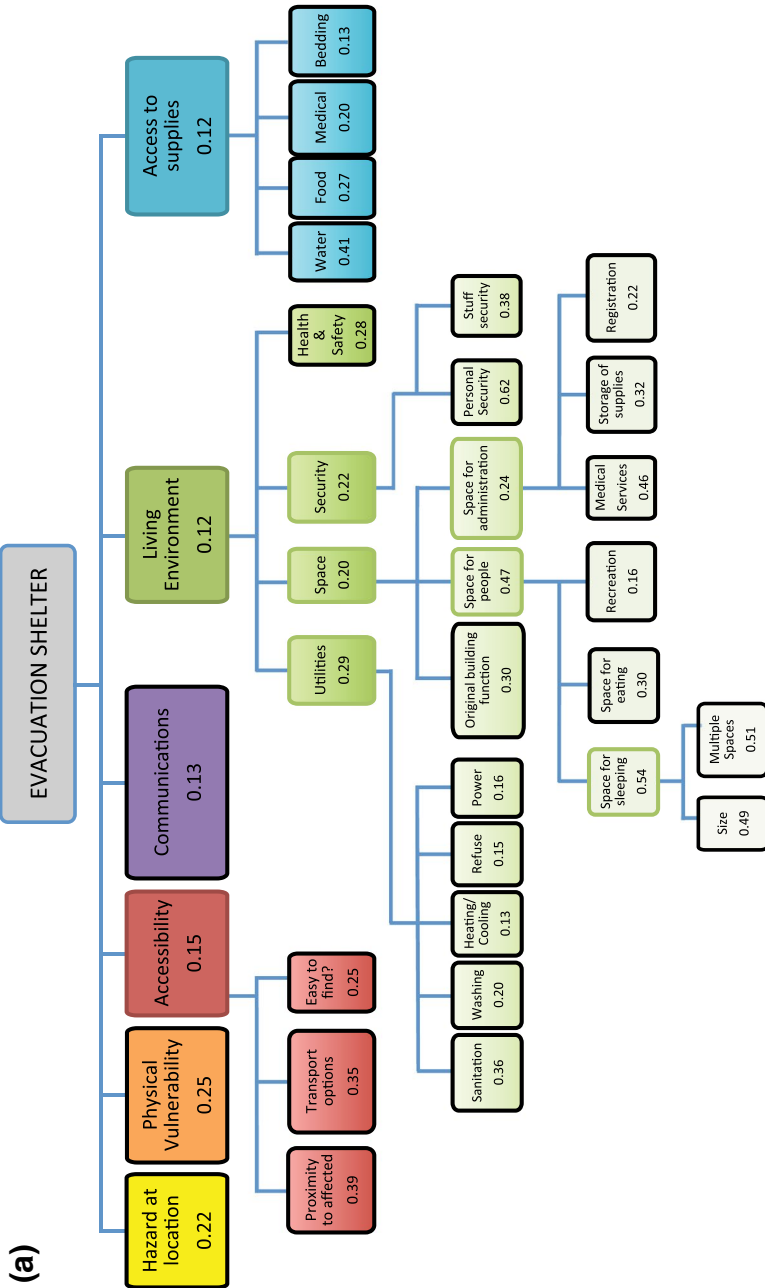 (a)
EVACUATION SHELTER
Hazard at
location
0.22
Physical
Vulnerability
0.25
Accessibility
0.15
Communications
0.13
Living
Environment
0.12
Access to
supplies
0.12
Proximity
to affected
0.39
Transport
options
0.35
Easy to
find?
0.25
Utilities
0.29
Space
0.20
Security
0.22
Health
&
Safety
0.28
Water
0.41
Food
0.27
Medical
0.20
Bedding
0.13
Sanitation
0.36
Washing
0.20
Heating/
Cooling
0.13
Refuse
0.15
Power
0.16
Original building
function
0.30
Space for
people
0.47
Space for
administration
0.24
Personal
Security
0.62
Stuff
security
0.38
Space for
sleeping
0.54
Space for
eating
0.30
Recreation
0.16
Medical
Services
0.46
Storage of
supplies
0.32
Registration
0.22
Size
0.49
Multiple
Spaces
0.51